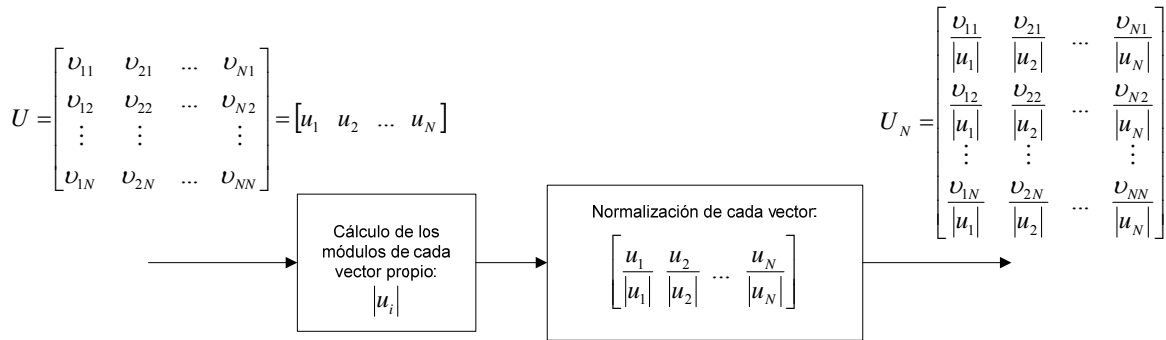 U = [υ11 υ21 ... υN1
υ12 υ22 ... υN2
⋮ ⋮ ⋮
υ1N υ2N ... υNN] = [u1 u2 ... uN]
Cálculo de los
módulos de cada
vector propio:
|ui|
Normalización de cada vector:
[u1/|u1| u2/|u2| ... uN/|uN|]
UN = [υ11/|u1| υ21/|u2| ... υN1/|uN|
υ12/|u1| υ22/|u2| ... υN2/|uN|
⋮ ⋮ ⋮
υ1N/|u1| υ2N/|u2| ... υNN/|uN|]